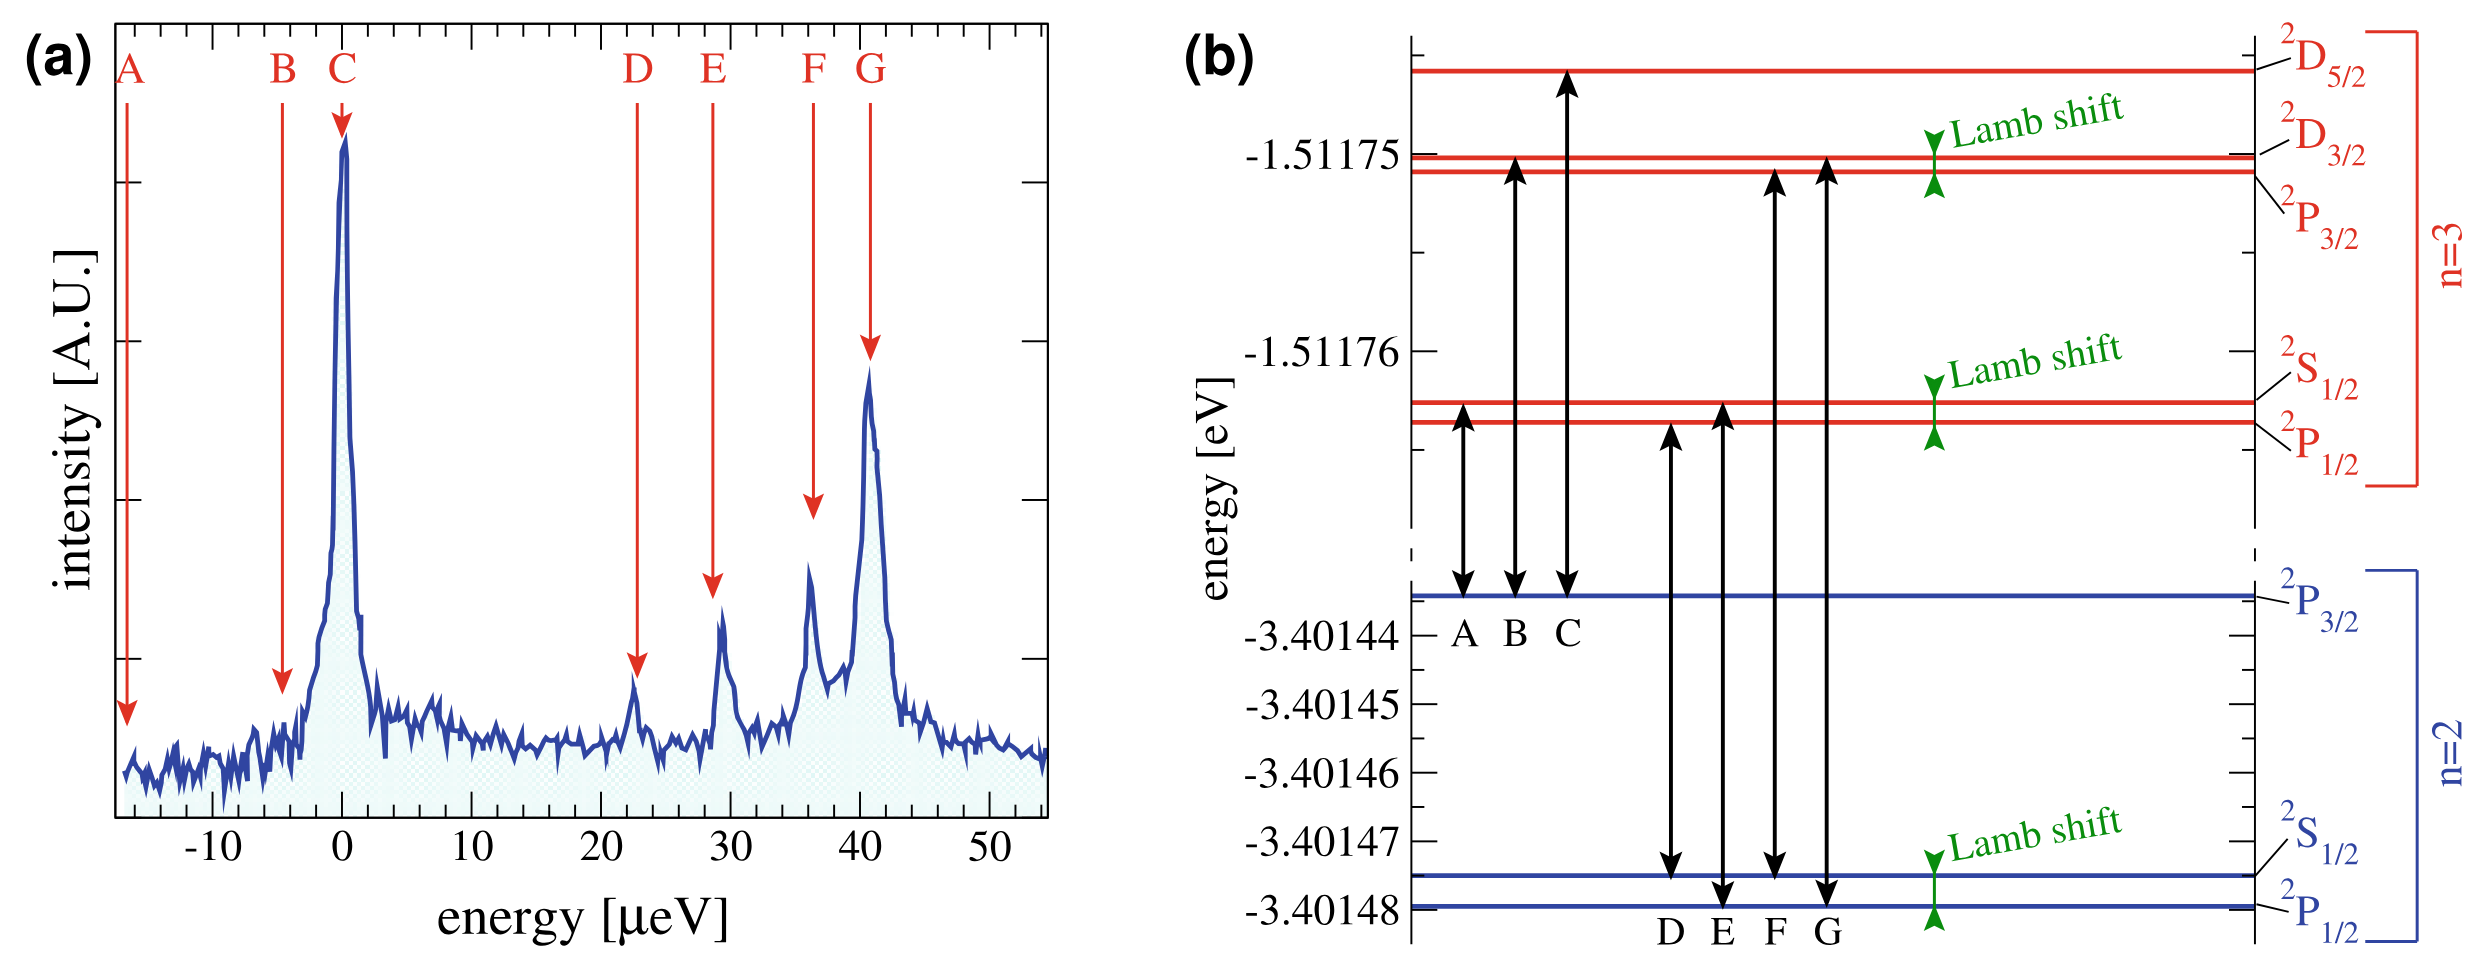 (a)
A B C D E F G
intensity [A.U.]
-10 0 10 20 30 40 50
energy [μeV]
(b)
energy [eV]
-1.51175
-1.51176
-3.40144
-3.40145
-3.40146
-3.40147
-3.40148
Lamb shift
Lamb shift
Lamb shift
A B C
D E F G
²D5/2
²D3/2
²P3/2
²S1/2
²P1/2
n=3
²P3/2
²S1/2
²P1/2
n=2